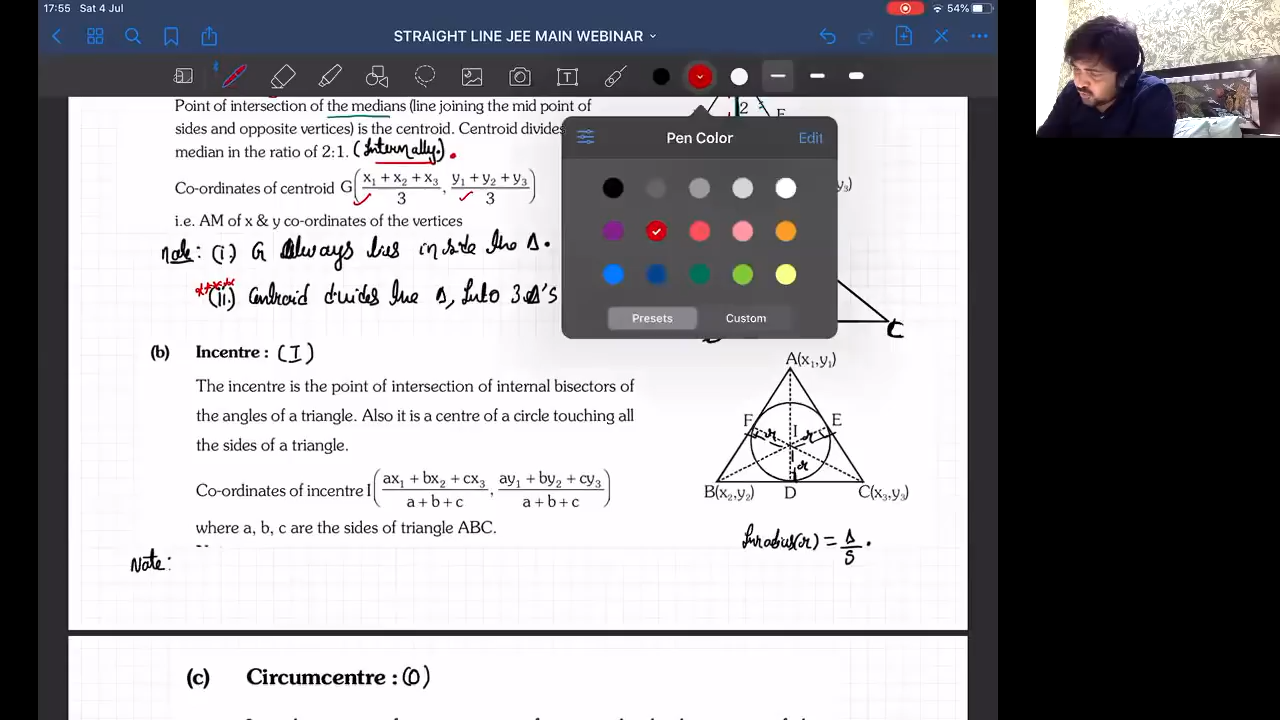 17:55 Sat 4 Jul
54%
STRAIGHT LINE JEE MAIN WEBINAR
Point of intersection of the medians (line joining the mid point of
sides and opposite vertices) is the centroid. Centroid divides
median in the ratio of 2:1. (Internally).
Co-ordinates of centroid G(x₁ + x₂ + x₃ / 3, y₁ + y₂ + y₃ / 3)
i.e. AM of x & y co-ordinates of the vertices
Note: (i) G Always lies inside the Δ.
(ii) Centroid divides the Δ, into 3 Δ's
2
Pen Color
Edit
Presets
Custom
y₃)
C
(b) Incentre : (I)
The incentre is the point of intersection of internal bisectors of
the angles of a triangle. Also it is a centre of a circle touching all
the sides of a triangle.
Co-ordinates of incentre I(ax₁ + bx₂ + cx₃ / a + b + c, ay₁ + by₂ + cy₃ / a + b + c)
where a, b, c are the sides of triangle ABC.
A(x₁,y₁)
F E
r I r
r
B(x₂,y₂) D C(x₃,y₃)
Inradius(r) = Δ/s.
Note:
(c) Circumcentre : (O)